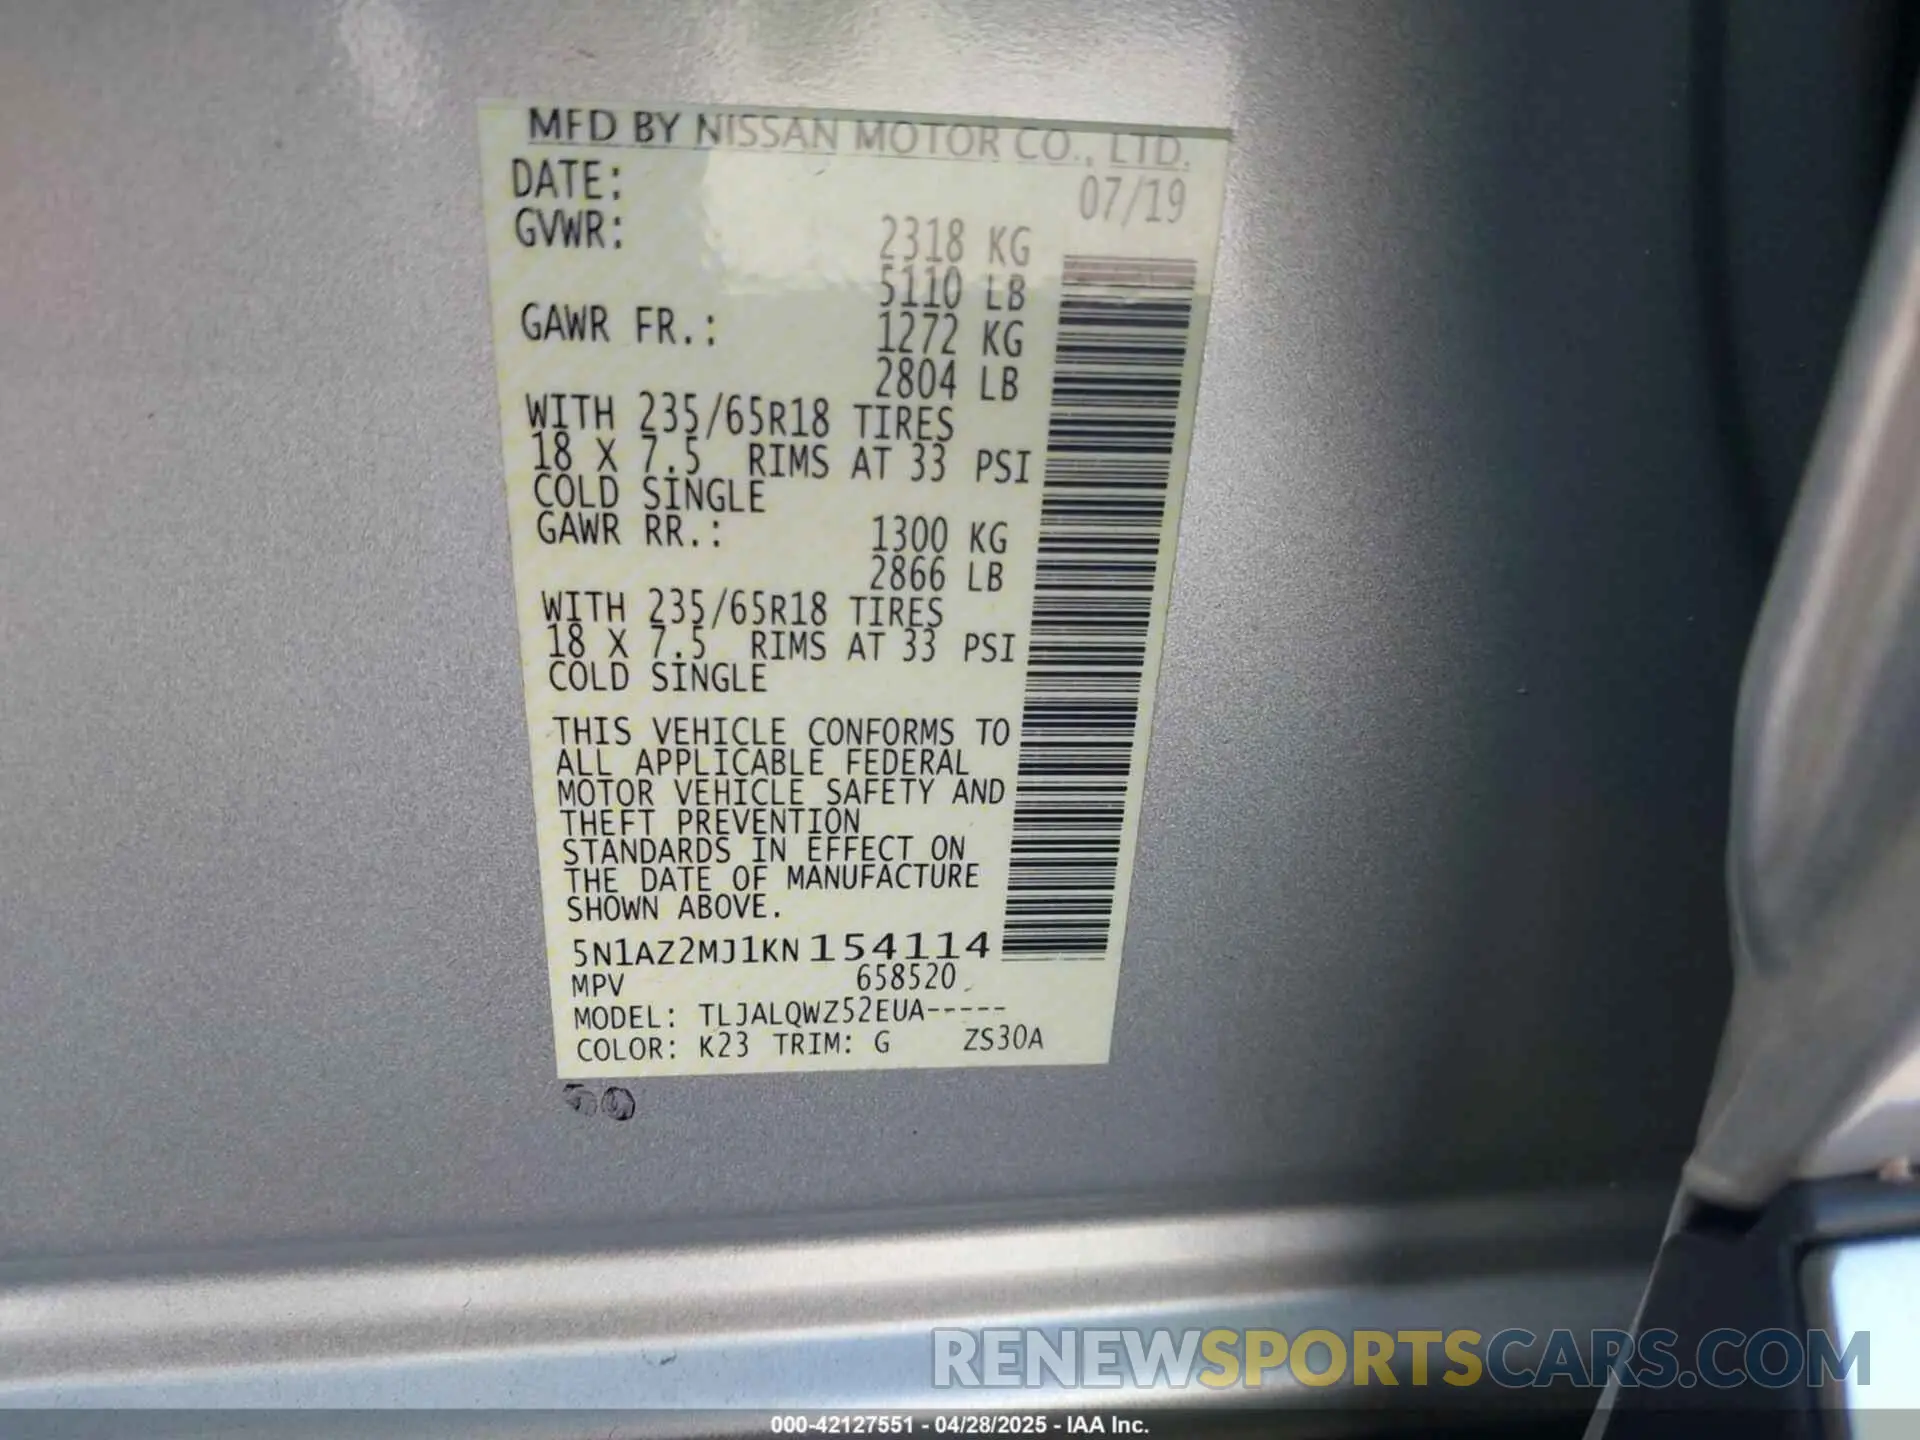 MFD BY NISSAN MOTOR CO., LTD.
DATE: 07/19
GVWR: 2318 KG
5110 LB
GAWR FR.: 1272 KG
2804 LB
WITH 235/65R18 TIRES
18 X 7.5 RIMS AT 33 PSI
COLD SINGLE
GAWR RR.: 1300 KG
2866 LB
WITH 235/65R18 TIRES
18 X 7.5 RIMS AT 33 PSI
COLD SINGLE
THIS VEHICLE CONFORMS TO
ALL APPLICABLE FEDERAL
MOTOR VEHICLE SAFETY AND
THEFT PREVENTION
STANDARDS IN EFFECT ON
THE DATE OF MANUFACTURE
SHOWN ABOVE.
5N1AZ2MJ1KN154114
MPV 658520
MODEL: TLJALQWZ52EUA-----
COLOR: K23 TRIM: G ZS30A
RENEWSPORTSCARS.COM
000-42127551 - 04/28/2025 - IAA Inc.